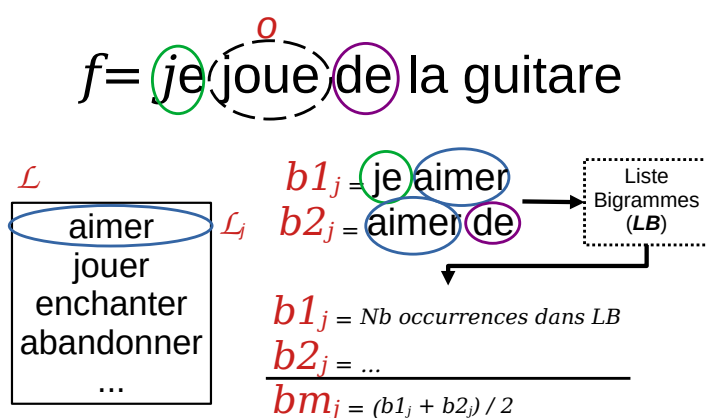 o
f= je joue de la guitare
ℒ
aimer
ℒj
jouer
enchanter
abandonner
...
b1j = je aimer
b2j = aimer de
Liste
Bigrammes
(LB)
b1j = Nb occurrences dans LB
b2j = ...
bmj = (b1j + b2j) / 2